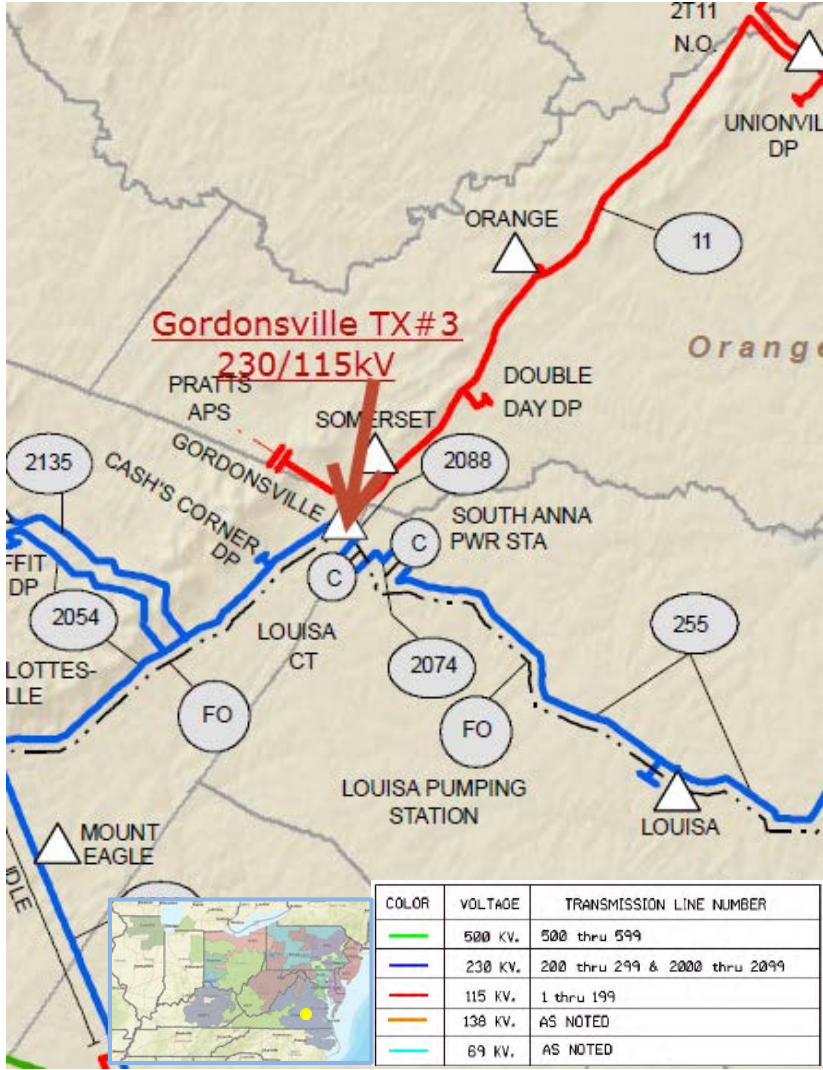 2T11
N.O.
UNIONVIL
DP
ORANGE
11
Gordonsville TX#3
230/115kV
Orange
PRATTS
APS
DOUBLE
DAY DP
SOMERSET
GORDONSVILLE
2135
2088
CASH'S CORNER
DP
SOUTH ANNA
PWR STA
C
C
FFIT
DP
2054
LOUISA
CT
255
2074
LOTTES-
LLE
FO
FO
LOUISA PUMPING
STATION
LOUISA
MOUNT
EAGLE
IDLE
COLOR VOLTAGE TRANSMISSION LINE NUMBER
500 KV. 500 thru 599
230 KV. 200 thru 299 & 2000 thru 2099
115 KV. 1 thru 199
138 KV. AS NOTED
69 KV. AS NOTED